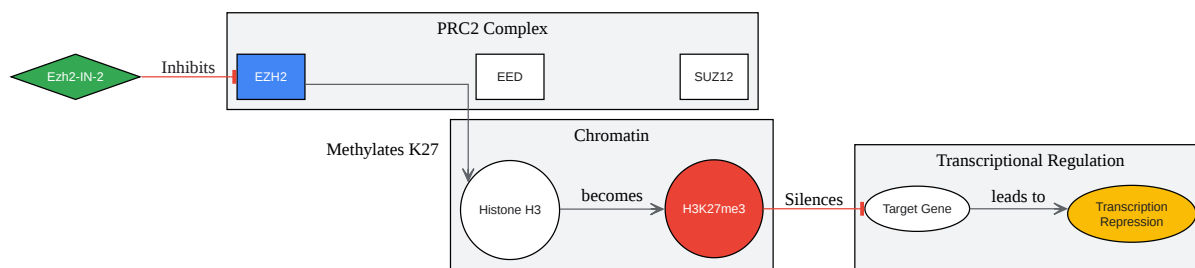 PRC2 Complex
Ezh2-IN-2
Inhibits
EZH2
EED
SUZ12
Methylates K27
Chromatin
Histone H3
becomes
H3K27me3
Silences
Transcriptional Regulation
Target Gene
leads to
Transcription
Repression